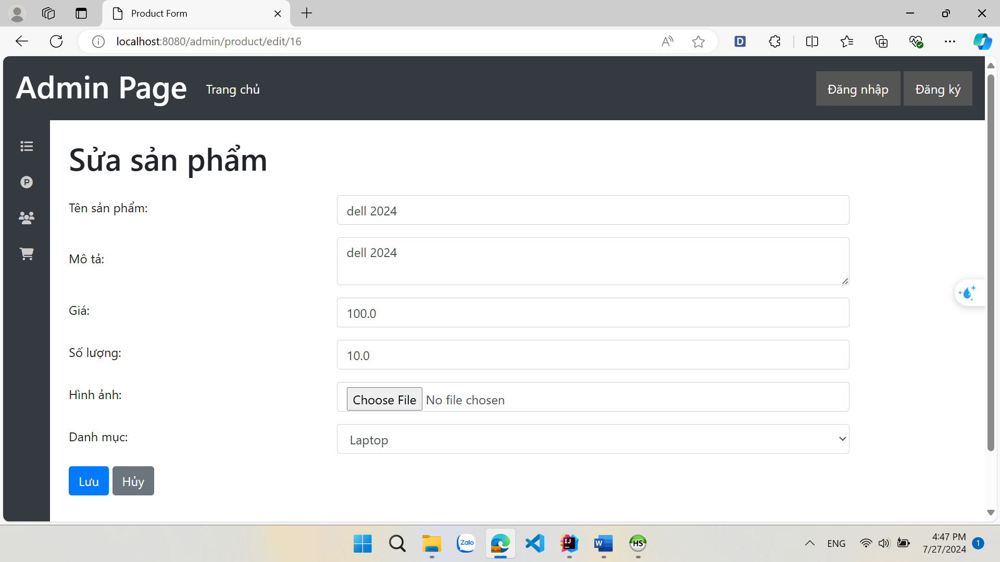 Product Form
localhost:8080/admin/product/edit/16
Admin Page
Trang chủ
Đăng nhập
Đăng ký
Sửa sản phẩm
Tên sản phẩm:
dell 2024
Mô tả:
dell 2024
Giá:
100.0
Số lượng:
10.0
Hình ảnh:
Choose File No file chosen
Danh mục:
Laptop
Lưu
Hủy
Zalo
IJ
W
HS
ENG
4:47 PM
7/27/2024
1